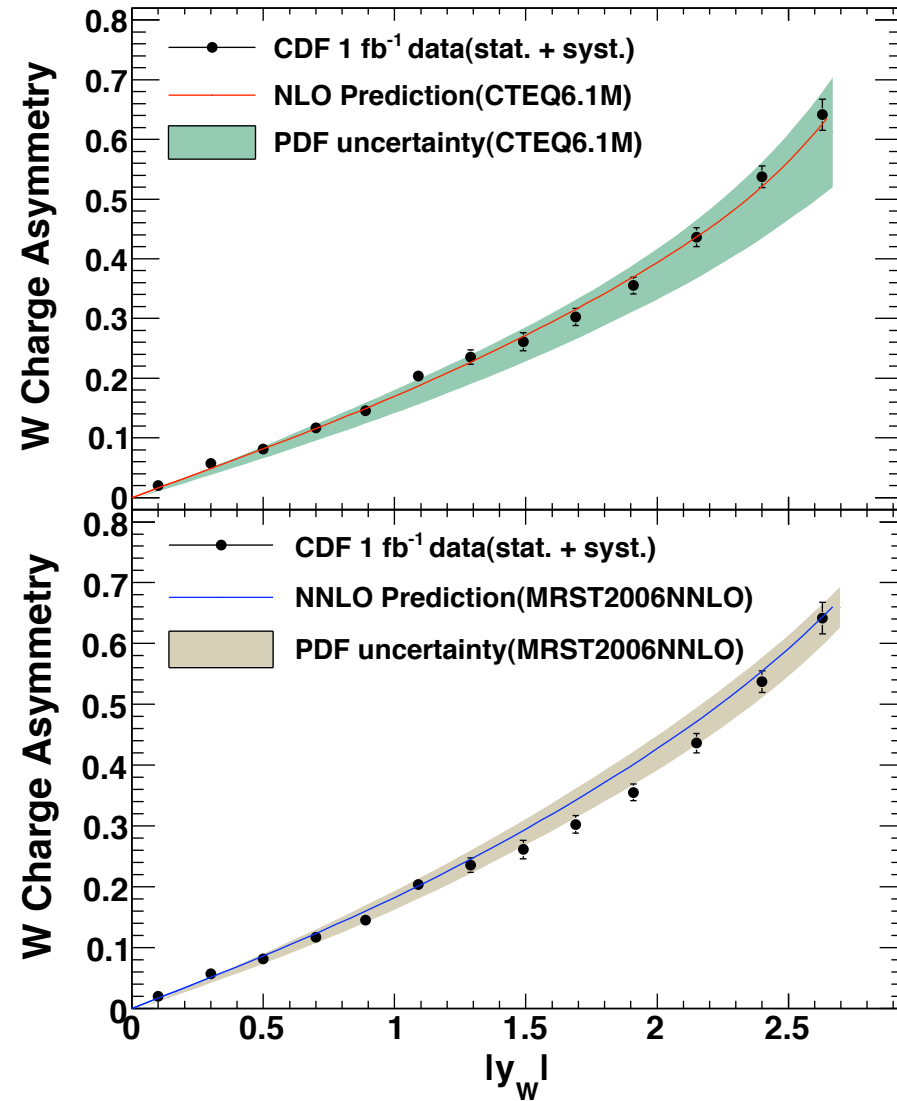 0.8
CDF 1 fb-1 data(stat. + syst.)
0.7
NLO Prediction(CTEQ6.1M)
0.6
PDF uncertainty(CTEQ6.1M)
0.5
0.4
0.3
0.2
0.1
0
W Charge Asymmetry
0.8
CDF 1 fb-1 data(stat. + syst.)
0.7
NNLO Prediction(MRST2006NNLO)
0.6
PDF uncertainty(MRST2006NNLO)
0.5
0.4
0.3
0.2
0.1
0
W Charge Asymmetry
0 0.5 1 1.5 2 2.5
|yW|